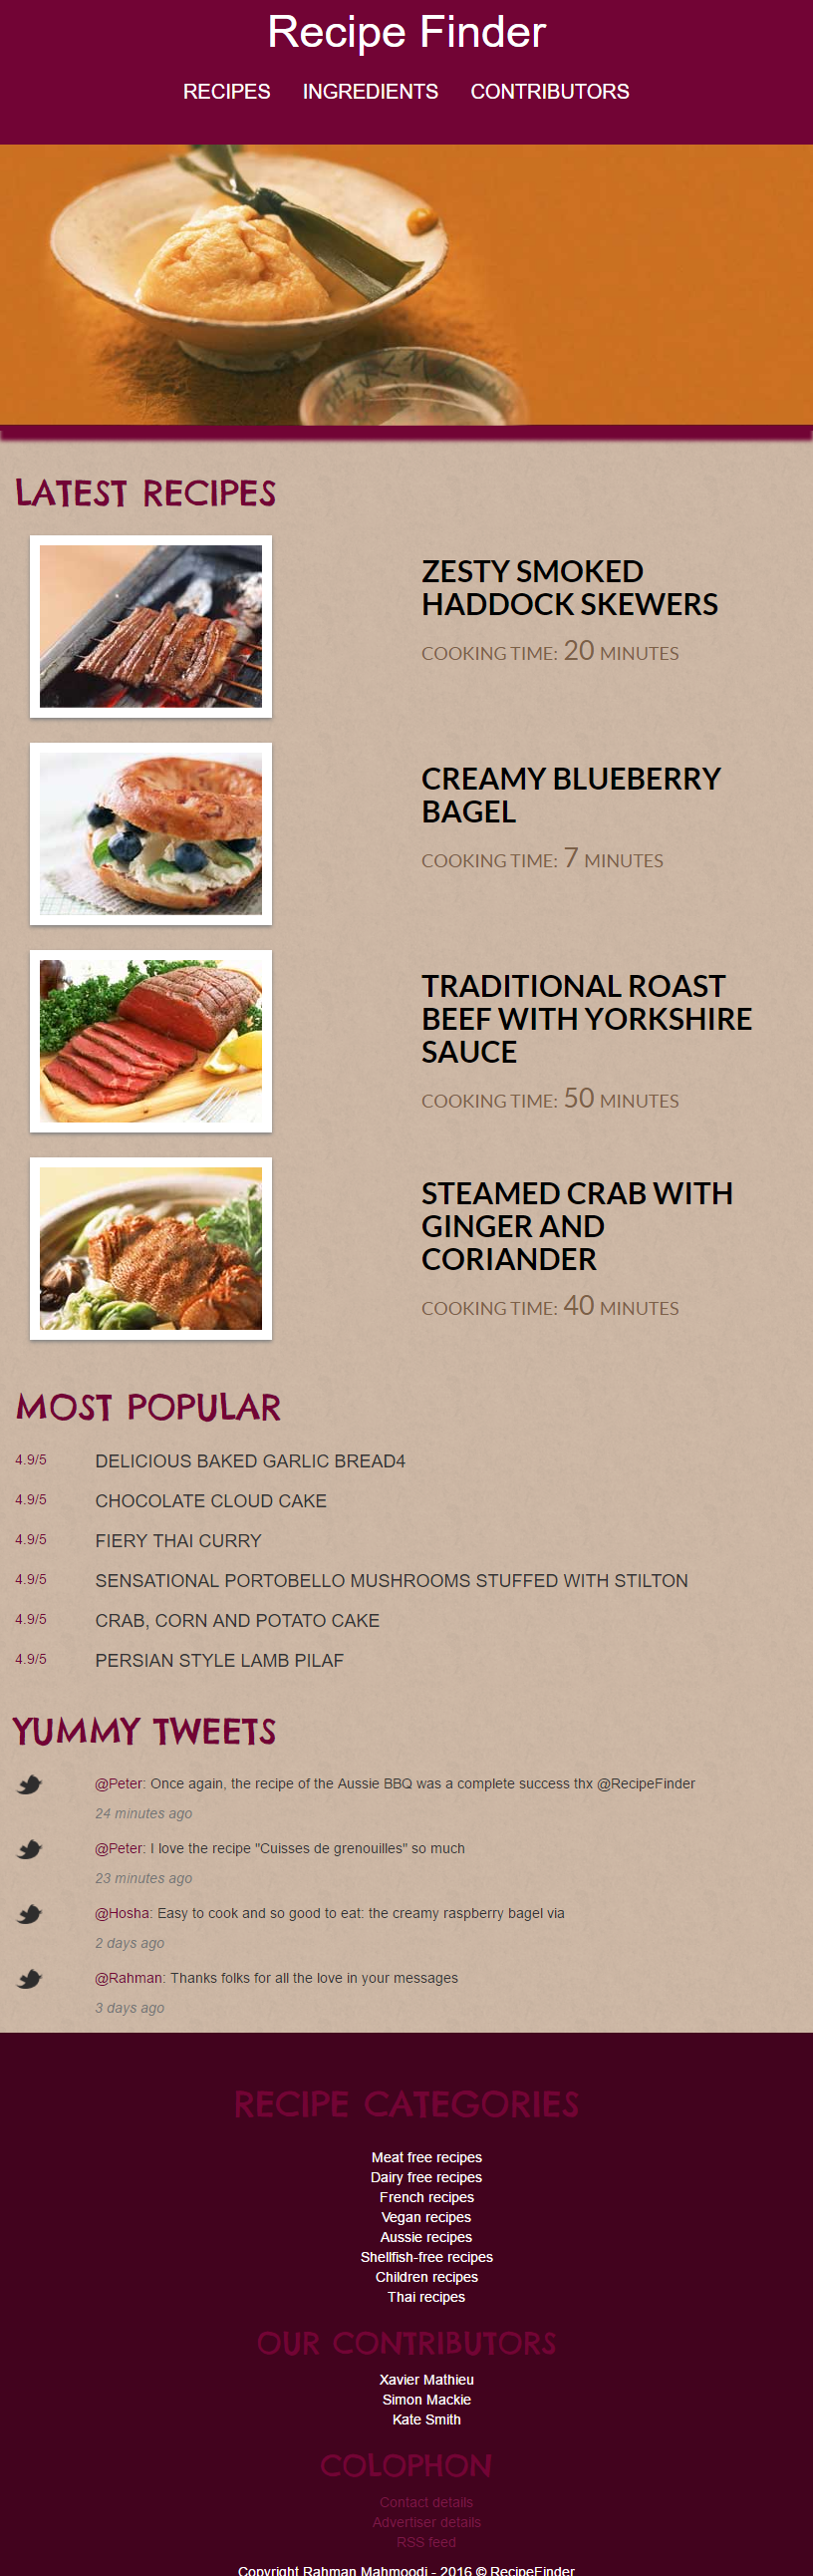 Recipe Finder
RECIPES INGREDIENTS CONTRIBUTORS
LATEST RECIPES
ZESTY SMOKED
HADDOCK SKEWERS
COOKING TIME: 20 MINUTES
CREAMY BLUEBERRY
BAGEL
COOKING TIME: 7 MINUTES
TRADITIONAL ROAST
BEEF WITH YORKSHIRE
SAUCE
COOKING TIME: 50 MINUTES
STEAMED CRAB WITH
GINGER AND
CORIANDER
COOKING TIME: 40 MINUTES
MOST POPULAR
4.9/5 DELICIOUS BAKED GARLIC BREAD4
4.9/5 CHOCOLATE CLOUD CAKE
4.9/5 FIERY THAI CURRY
4.9/5 SENSATIONAL PORTOBELLO MUSHROOMS STUFFED WITH STILTON
4.9/5 CRAB, CORN AND POTATO CAKE
4.9/5 PERSIAN STYLE LAMB PILAF
YUMMY TWEETS
@Peter: Once again, the recipe of the Aussie BBQ was a complete success thx @RecipeFinder
24 minutes ago
@Peter: I love the recipe "Cuisses de grenouilles" so much
23 minutes ago
@Hosha: Easy to cook and so good to eat: the creamy raspberry bagel via
2 days ago
@Rahman: Thanks folks for all the love in your messages
3 days ago
RECIPE CATEGORIES
Meat free recipes
Dairy free recipes
French recipes
Vegan recipes
Aussie recipes
Shellfish-free recipes
Children recipes
Thai recipes
OUR CONTRIBUTORS
Xavier Mathieu
Simon Mackie
Kate Smith
COLOPHON
Contact details
Advertiser details
RSS feed
Copyright Rahman Mahmoodi - 2016 © RecipeFinder